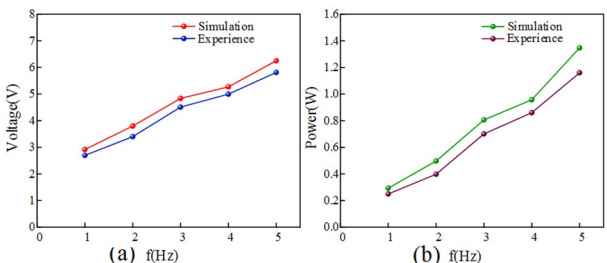 8
7
6
5
4
3
2
1
0
Voltage(V)
Simulation
Experience
0 1 2 3 4 5
(a) f(Hz)
1.6
1.4
1.2
1.0
0.8
0.6
0.4
0.2
0.0
Power(W)
Simulation
Experience
0 1 2 3 4 5
(b) f(Hz)